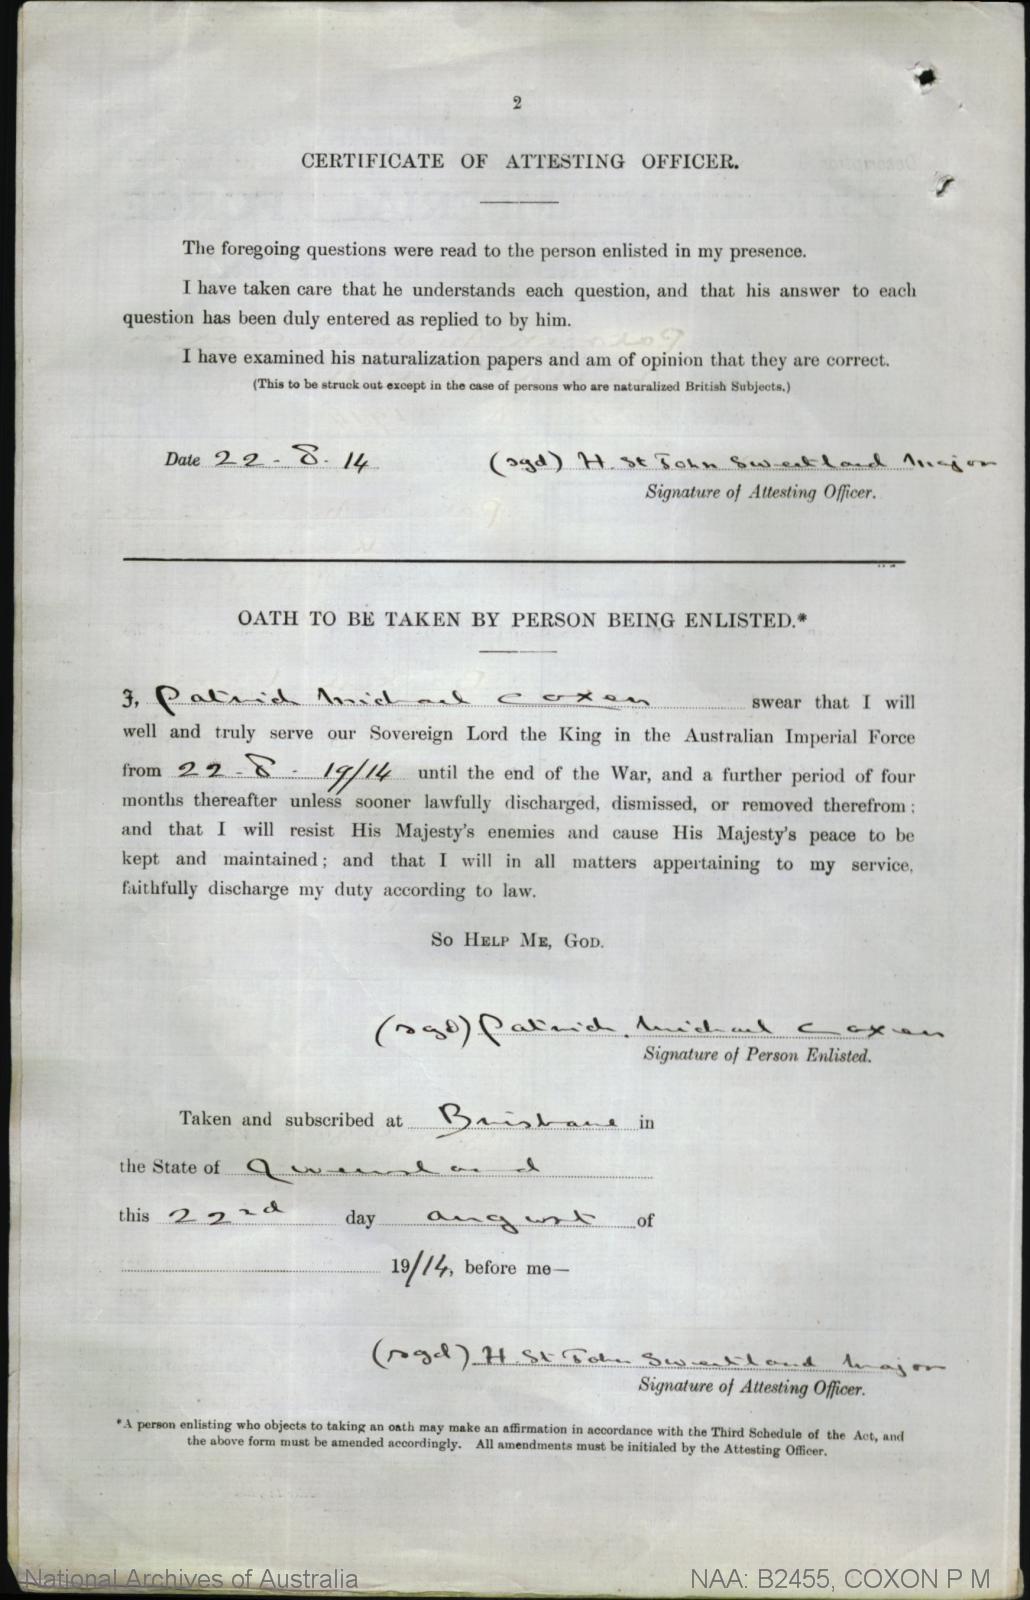 2
CERTIFICATE OF ATTESTING OFFICER.
The foregoing questions were read to the person enlisted in my presence.
I have taken care that he understands each question, and that his answer to each
question has been duly entered as replied to by him.
I have examined his naturalization papers and am of opinion that they are correct.
(This to be struck out except in the case of persons who are naturalized British Subjects.)
Date 22-8-14 (sgd) H. St John Sweetland Major
Signature of Attesting Officer.
OATH TO BE TAKEN BY PERSON BEING ENLISTED.*
I, Patrick Michael Coxen swear that I will
well and truly serve our Sovereign Lord the King in the Australian Imperial Force
from 22-8-19/14 until the end of the War, and a further period of four
months thereafter unless sooner lawfully discharged, dismissed, or removed therefrom;
and that I will resist His Majesty's enemies and cause His Majesty's peace to be
kept and maintained; and that I will in all matters appertaining to my service,
faithfully discharge my duty according to law.
So Help Me, God.
(sgd) Patrick Michael Coxen
Signature of Person Enlisted.
Taken and subscribed at Brisbane in
the State of Queensland
this 22nd day august of
19/14, before me—
(sgd) H. St John Sweetland Major
Signature of Attesting Officer.
*A person enlisting who objects to taking an oath may make an affirmation in accordance with the Third Schedule of the Act, and
the above form must be amended accordingly. All amendments must be initialed by the Attesting Officer.
National Archives of Australia NAA: B2455, COXON P M